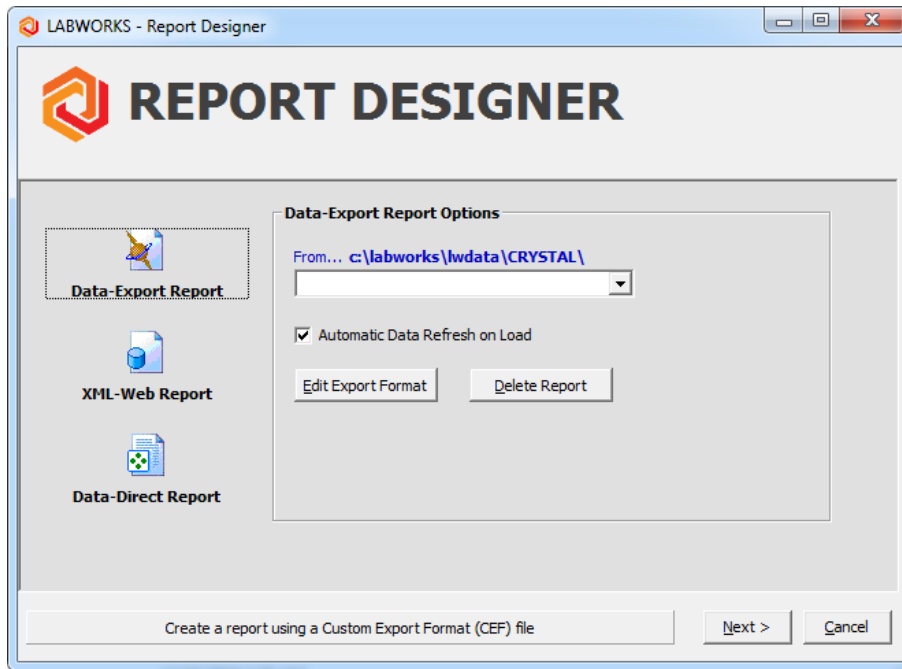 LABWORKS - Report Designer
REPORT DESIGNER
Data-Export Report
XML-Web Report
Data-Direct Report
Data-Export Report Options
From... c:\labworks\lwdata\CRYSTAL\
Automatic Data Refresh on Load
Edit Export Format
Delete Report
Create a report using a Custom Export Format (CEF) file
Next >
Cancel